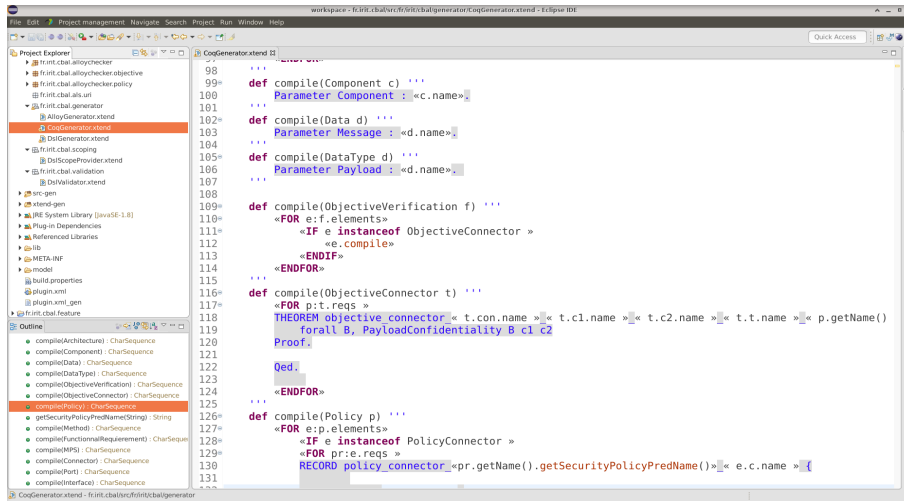 workspace - fr.irit.cbal/src/fr/irit/cbal/generator/CoqGenerator.xtend - Eclipse IDE
File Edit Project management Navigate Search Project Run Window Help
Quick Access
Project Explorer
fr.irit.cbal.alloychecker
fr.irit.cbal.alloychecker.objective
fr.irit.cbal.alloychecker.policy
fr.irit.cbal.als.uri
fr.irit.cbal.generator
AlloyGenerator.xtend
CoqGenerator.xtend
DslGenerator.xtend
fr.irit.cbal.scoping
DslScopeProvider.xtend
fr.irit.cbal.validation
DslValidator.xtend
src-gen
xtend-gen
JRE System Library [JavaSE-1.8]
Plug-in Dependencies
Referenced Libraries
lib
META-INF
model
build.properties
plugin.xml
plugin.xml_gen
fr.irit.cbal.feature
Outline
compile(Architecture) : CharSequence
compile(Component) : CharSequence
compile(Data) : CharSequence
compile(DataType) : CharSequence
compile(ObjectiveVerification) : CharSequence
compile(ObjectiveConnector) : CharSequence
compile(Policy) : CharSequence
getSecurityPolicyPredName(String) : String
compile(Method) : CharSequence
compile(FunctionnalRequierement) : CharSequen
compile(MPS) : CharSequence
compile(Connector) : CharSequence
compile(Port) : CharSequence
compile(Interface) : CharSequence
CoqGenerator.xtend
98 '''
99 def compile(Component c) '''
100 Parameter Component : «c.name».
101 '''
102 def compile(Data d) '''
103 Parameter Message : «d.name».
104 '''
105 def compile(DataType d) '''
106 Parameter Payload : «d.name».
107 '''
108
109 def compile(ObjectiveVerification f) '''
110 «FOR e:f.elements»
111 «IF e instanceof ObjectiveConnector »
112 «e.compile»
113 «ENDIF»
114 «ENDFOR»
115 '''
116 def compile(ObjectiveConnector t) '''
117 «FOR p:t.reqs »
118 THEOREM objective_connector_« t.con.name »_« t.c1.name »_« t.c2.name »_« t.t.name »_« p.getName()
119 forall B, PayloadConfidentiality B c1 c2
120 Proof.
121
122 Qed.
123
124 «ENDFOR»
125 '''
126 def compile(Policy p) '''
127 «FOR e:p.elements»
128 «IF e instanceof PolicyConnector »
129 «FOR pr:e.reqs »
130 RECORD policy_connector_«pr.getName().getSecurityPolicyPredName()»_« e.c.name » {
131
CoqGenerator.xtend - fr.irit.cbal/src/fr/irit/cbal/generator